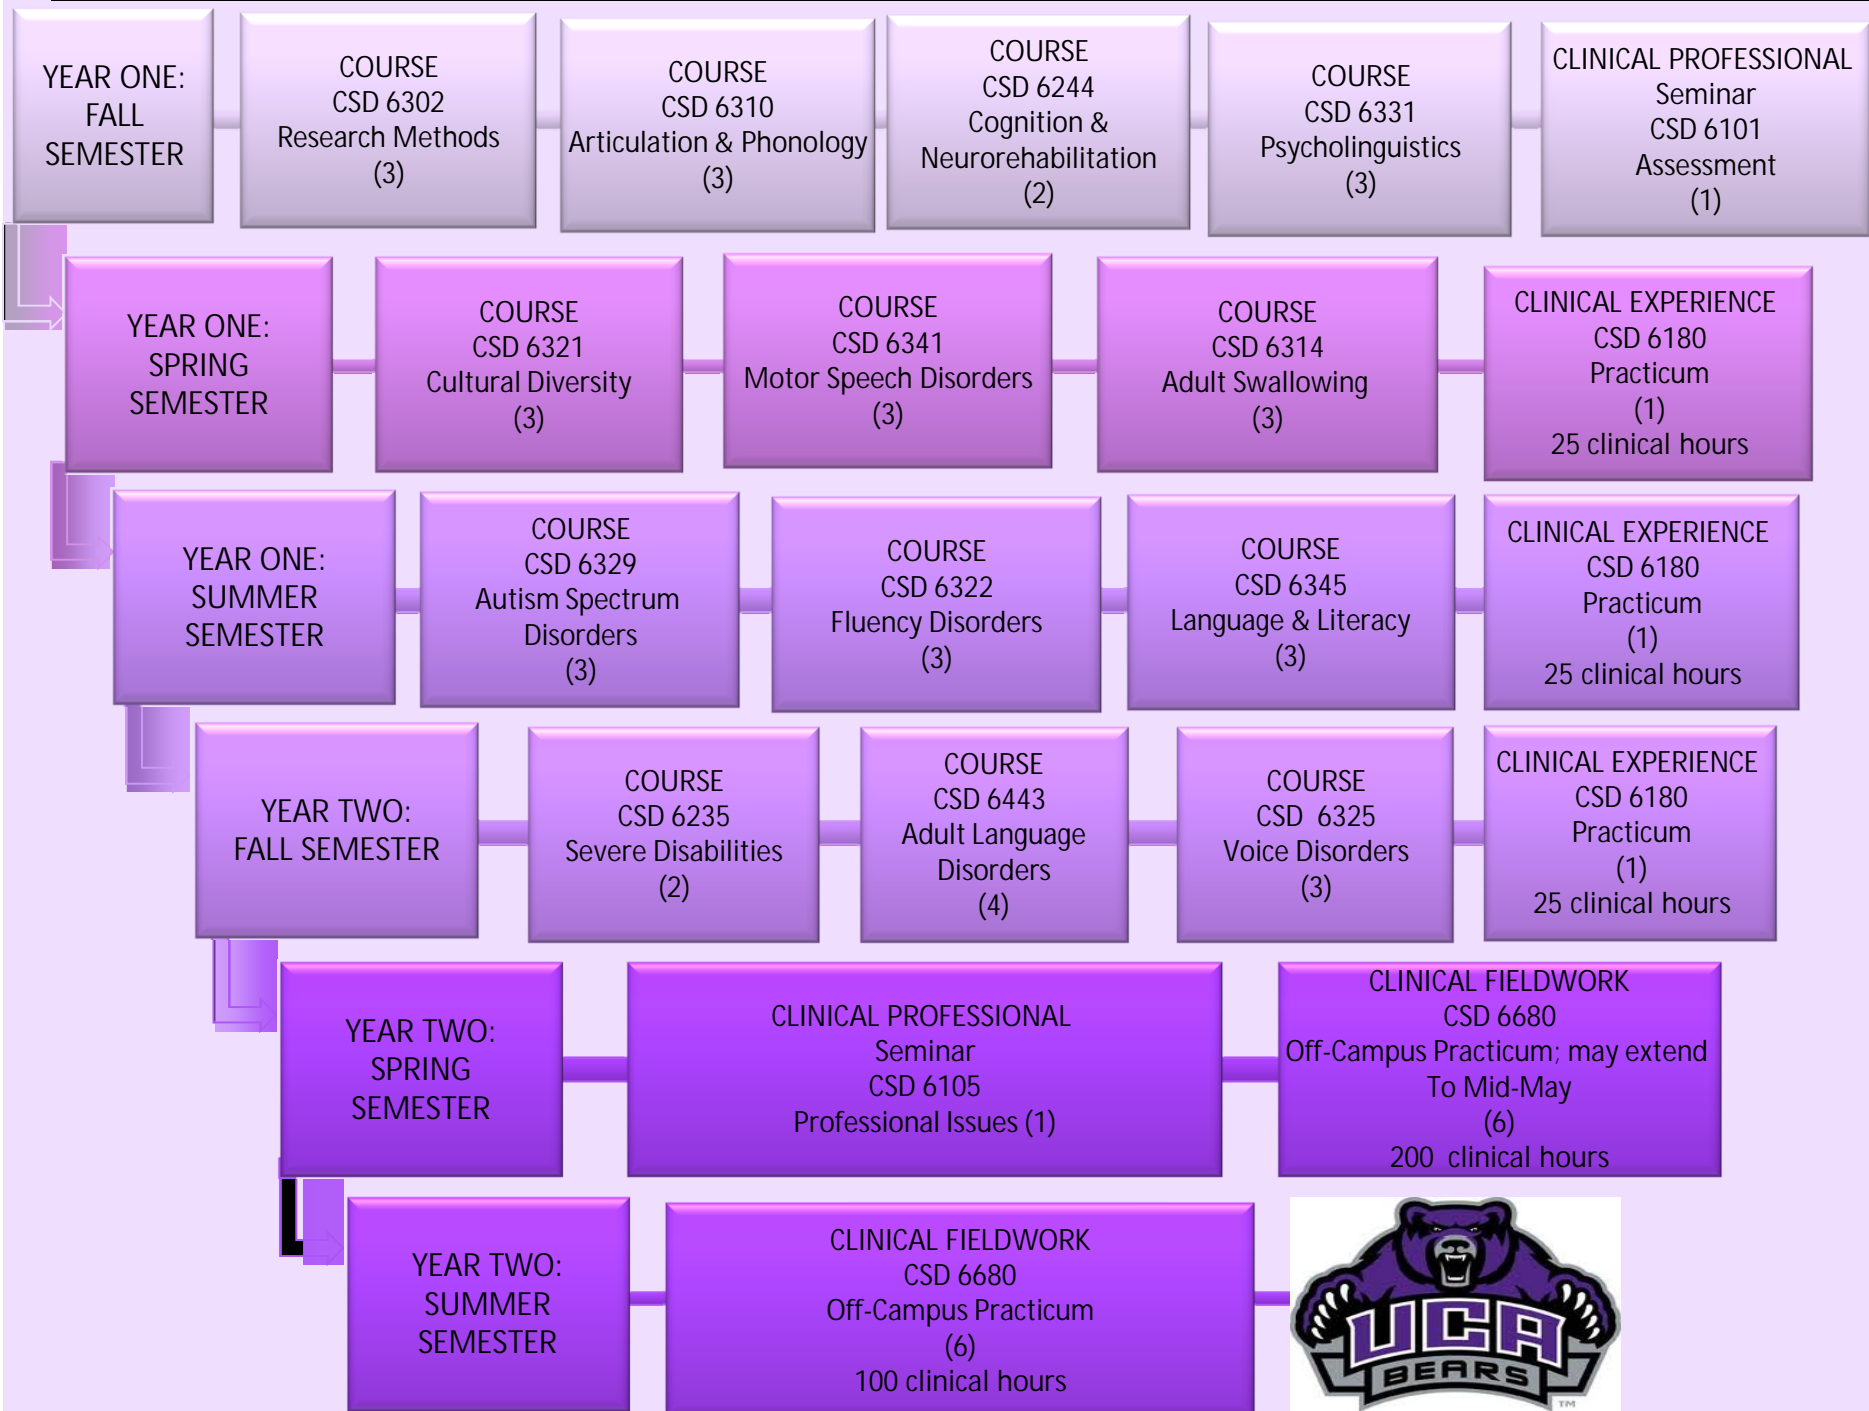 YEAR ONE:
FALL
SEMESTER
COURSE
CSD 6302
Research Methods
(3)
COURSE
CSD 6310
Articulation & Phonology
(3)
COURSE
CSD 6244
Cognition &
Neurorehabilitation
(2)
COURSE
CSD 6331
Psycholinguistics
(3)
CLINICAL PROFESSIONAL
Seminar
CSD 6101
Assessment
(1)
YEAR ONE:
SPRING
SEMESTER
COURSE
CSD 6321
Cultural Diversity
(3)
COURSE
CSD 6341
Motor Speech Disorders
(3)
COURSE
CSD 6314
Adult Swallowing
(3)
CLINICAL EXPERIENCE
CSD 6180
Practicum
(1)
25 clinical hours
YEAR ONE:
SUMMER
SEMESTER
COURSE
CSD 6329
Autism Spectrum
Disorders
(3)
COURSE
CSD 6322
Fluency Disorders
(3)
COURSE
CSD 6345
Language & Literacy
(3)
CLINICAL EXPERIENCE
CSD 6180
Practicum
(1)
25 clinical hours
YEAR TWO:
FALL SEMESTER
COURSE
CSD 6235
Severe Disabilities
(2)
COURSE
CSD 6443
Adult Language
Disorders
(4)
COURSE
CSD  6325
Voice Disorders
(3)
CLINICAL EXPERIENCE
CSD 6180
Practicum
(1)
25 clinical hours
YEAR TWO:
SPRING
SEMESTER
CLINICAL PROFESSIONAL
Seminar
CSD 6105
Professional Issues (1)
CLINICAL FIELDWORK
CSD 6680
Off-Campus Practicum; may extend
To Mid-May
(6)
200  clinical hours
YEAR TWO:
SUMMER
SEMESTER
CLINICAL FIELDWORK
CSD 6680
Off-Campus Practicum
(6)
100 clinical hours
UCA
BEARS
TM